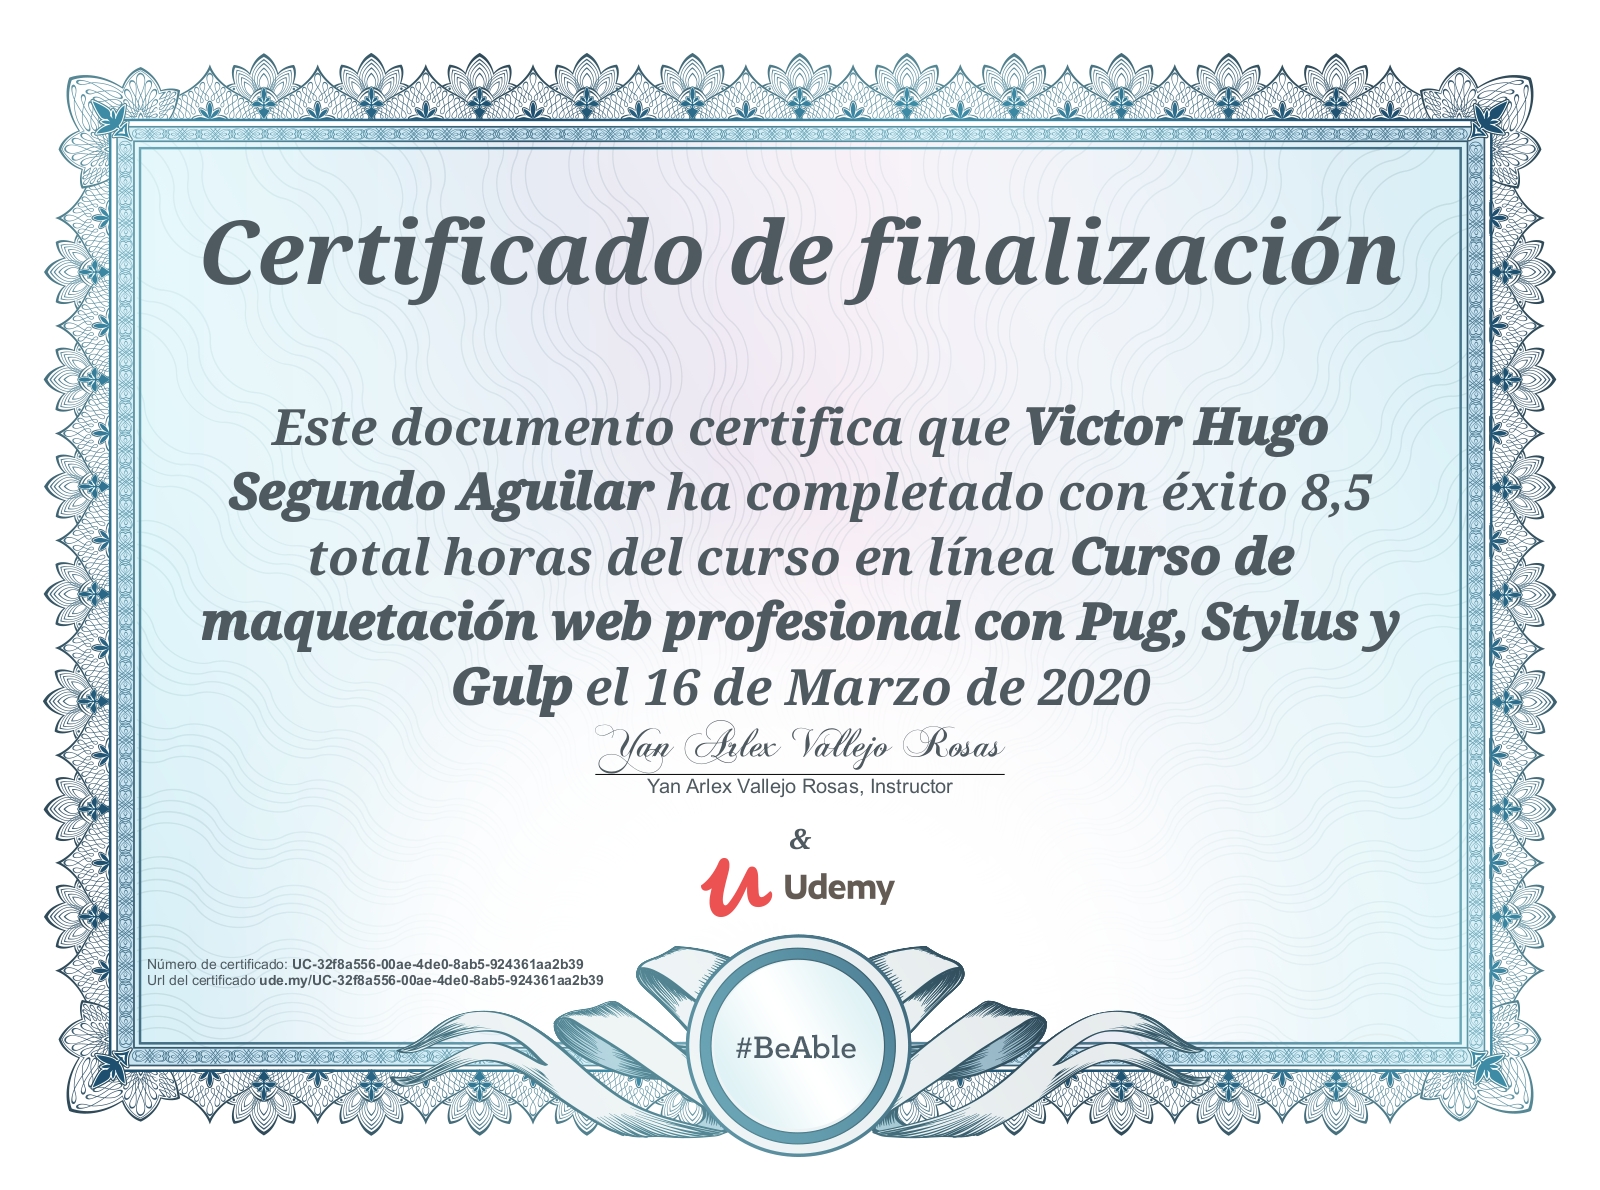 Certificado de finalización
Este documento certifica que Victor Hugo
Segundo Aguilar ha completado con éxito 8,5
total horas del curso en línea Curso de
maquetación web profesional con Pug, Stylus y
Gulp el 16 de Marzo de 2020
Yan Arlex Vallejo Rosas
Yan Arlex Vallejo Rosas, Instructor
&
Udemy
Número de certificado: UC-32f8a556-00ae-4de0-8ab5-924361aa2b39
Url del certificado ude.my/UC-32f8a556-00ae-4de0-8ab5-924361aa2b39
#BeAble